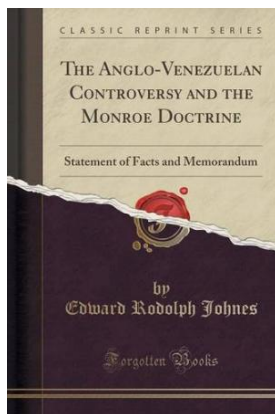 CLASSIC REPRINT SERIES
THE ANGLO-VENEZUELAN
CONTROVERSY AND THE
MONROE DOCTRINE
Statement of Facts and Memorandum
by
Edward Rodolph Johnes
Forgotten Books